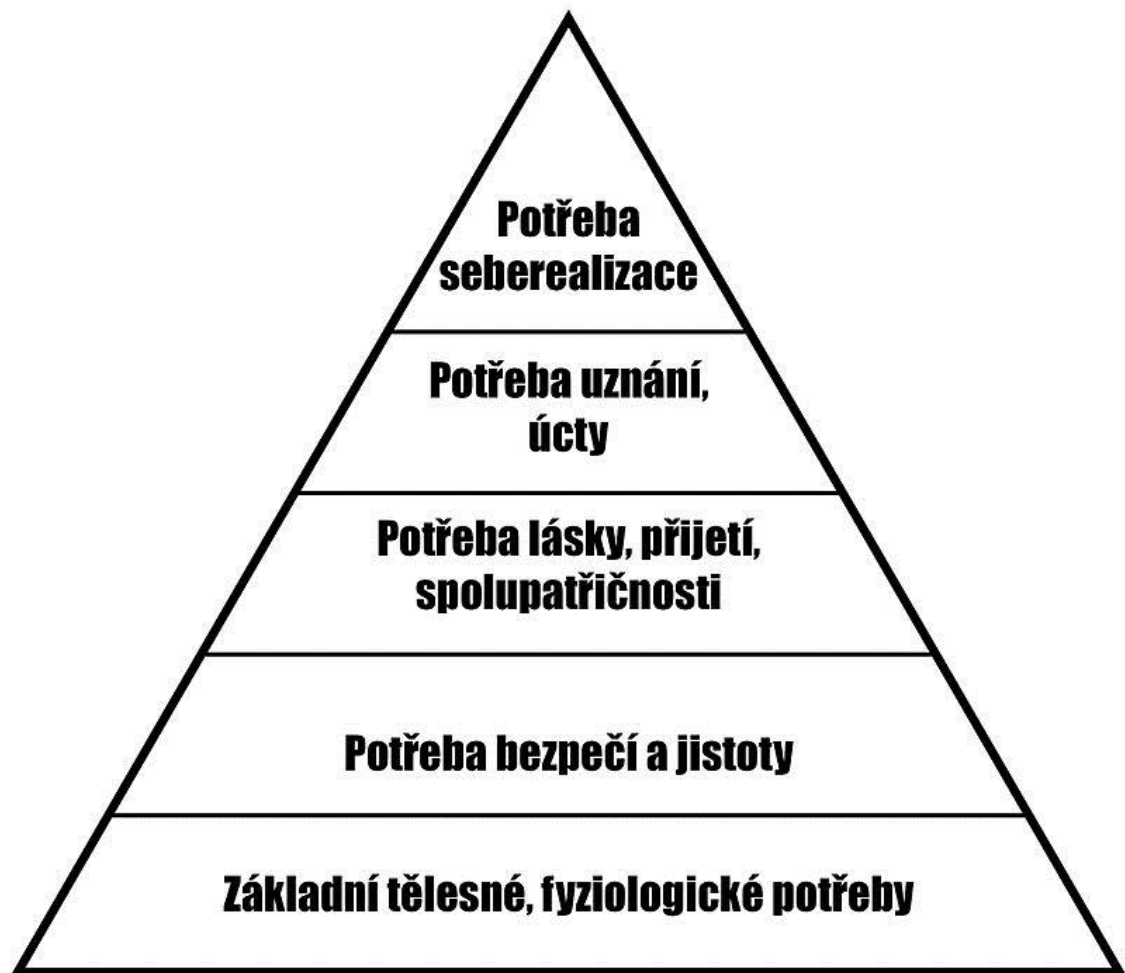 Potřeba
seberealizace
Potřeba uznání,
úcty
Potřeba lásky, přijetí,
spolupatřičnosti
Potřeba bezpečí a jistoty
Základní tělesné, fyziologické potřeby